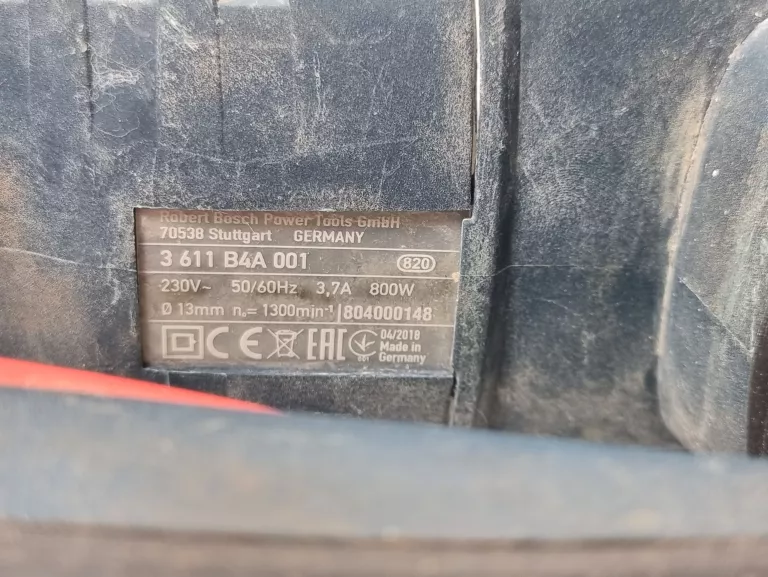 Robert Bosch Power Tools GmbH
70538 Stuttgart GERMANY
3 611 B4A 001 820
230V~ 50/60Hz 3,7A 800W
Ø 13mm n₀= 1300min⁻¹ 804000148
CE EAC 001 04/2018
Made in
Germany